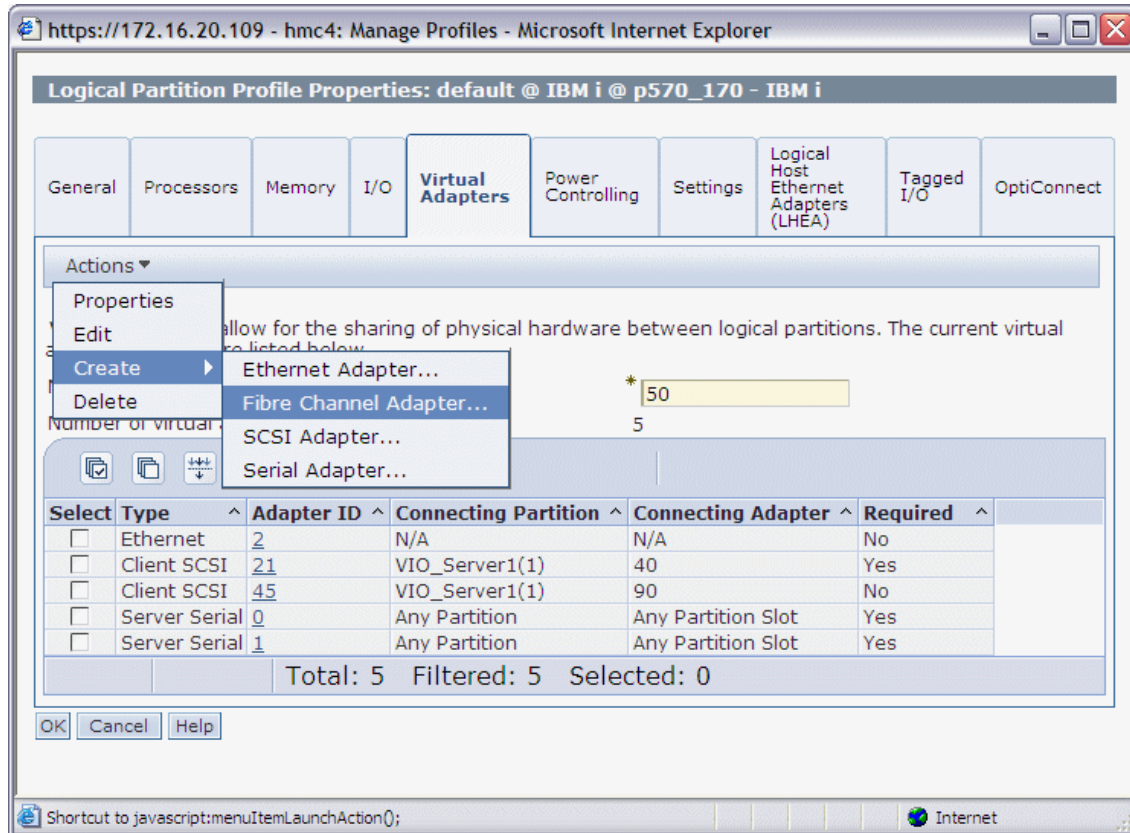 https://172.16.20.109 - hmc4: Manage Profiles - Microsoft Internet Explorer
Logical Partition Profile Properties: default @ IBM i @ p570_170 - IBM i
General
Processors
Memory
I/O
Virtual Adapters
Power Controlling
Settings
Logical Host Ethernet Adapters (LHEA)
Tagged I/O
OptiConnect
Actions
Properties
allow for the sharing of physical hardware between logical partitions. The current virtual
Edit
Create
Ethernet Adapter...
50
Delete
Fibre Channel Adapter...
Number of virtual
5
SCSI Adapter...
Serial Adapter...
Select Type Adapter ID Connecting Partition Connecting Adapter Required
Ethernet 2 N/A N/A No
Client SCSI 21 VIO_Server1(1) 40 Yes
Client SCSI 45 VIO_Server1(1) 90 No
Server Serial 0 Any Partition Any Partition Slot Yes
Server Serial 1 Any Partition Any Partition Slot Yes
Total: 5 Filtered: 5 Selected: 0
OK Cancel Help
Shortcut to javascript:menuItemLaunchAction();
Internet